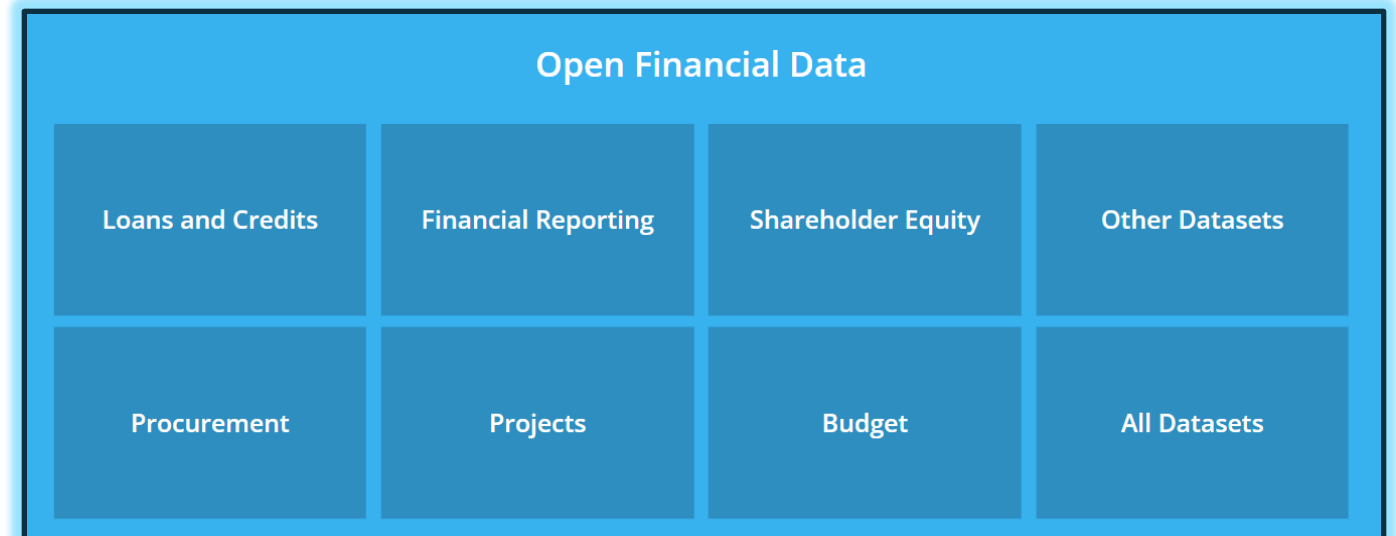 Open Financial Data
Loans and Credits
Financial Reporting
Shareholder Equity
Other Datasets
Procurement
Projects
Budget
All Datasets